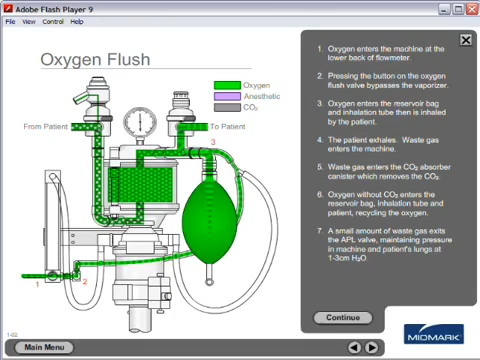 Adobe Flash Player 9
File View Control Help
Oxygen Flush
Oxygen
Anesthetic
CO₂
From Patient
To Patient
3
1
2
1. Oxygen enters the machine at the
lower back of flowmeter.
2. Pressing the button on the oxygen
flush valve bypasses the vaporizer.
3. Oxygen enters the reservoir bag
and inhalation tube then is inhaled
by the patient.
4. The patient exhales. Waste gas
enters the machine.
5. Waste gas enters the CO₂ absorber
canister which removes the CO₂.
6. Oxygen without CO₂ enters the
reservoir bag, inhalation tube and
patient, recycling the oxygen.
7. A small amount of waste gas exits
the APL valve, maintaining pressure
in machine and patient's lungs at
1-3cm H₂O
Continue
MIDMARK
1-02
Main Menu